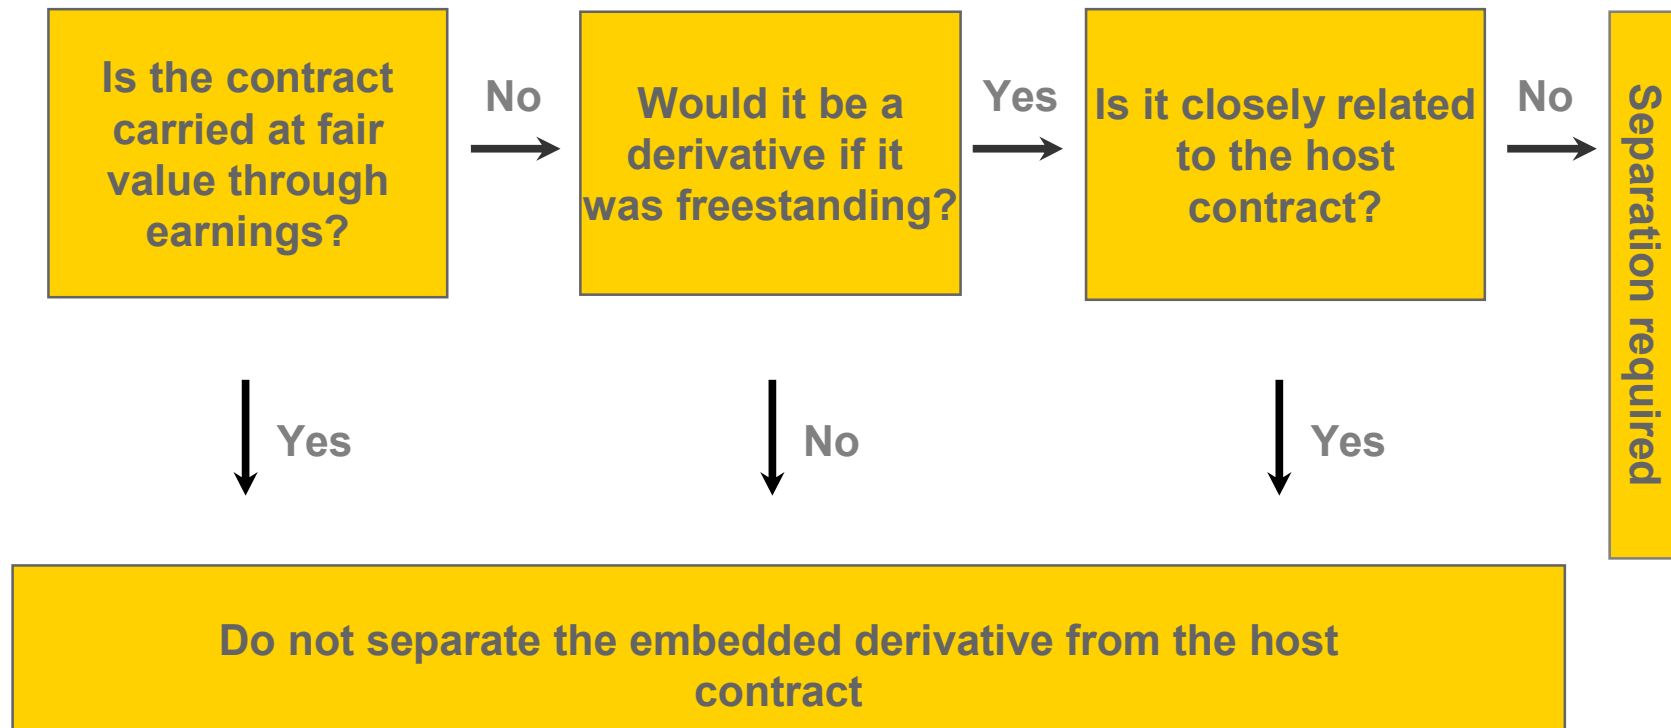 Is the contract
carried at fair
value through
earnings?
No
Would it be a
derivative if it
was freestanding?
Yes
Is it closely related
to the host
contract?
No
Separation required
Yes
No
Yes
Do not separate the embedded derivative from the host
contract